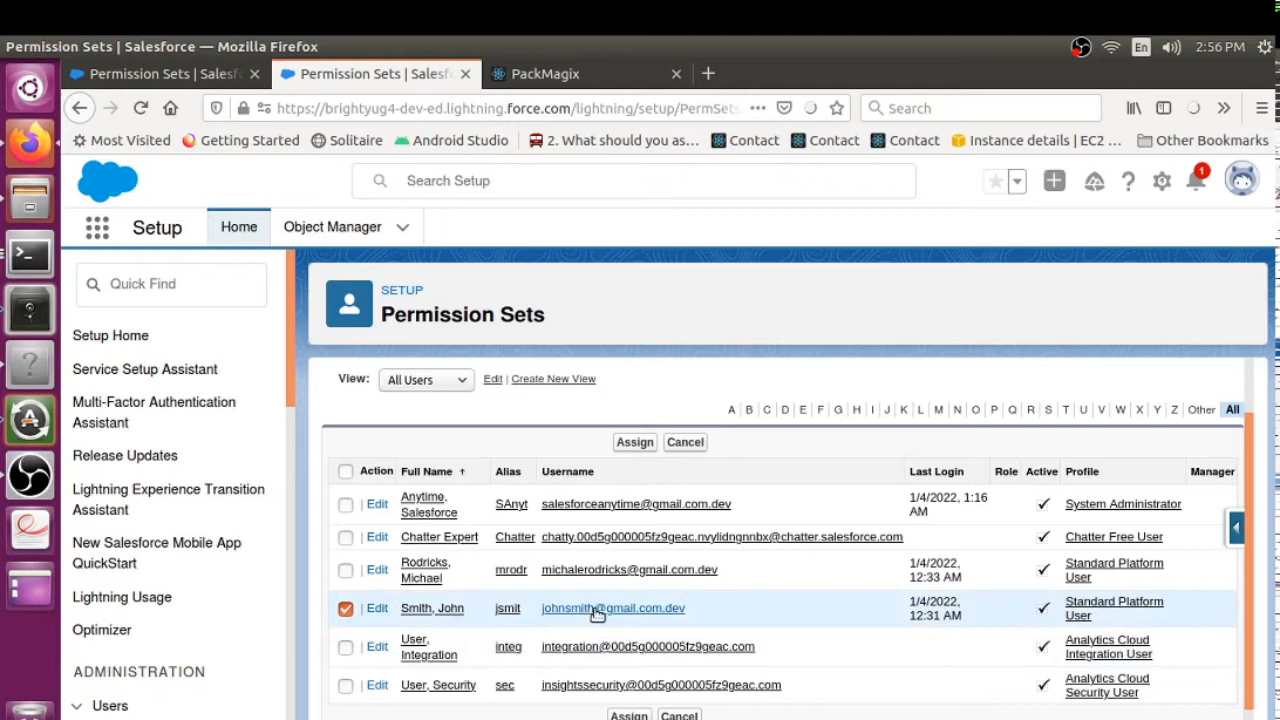 Permission Sets | Salesforce — Mozilla Firefox
En
2:56 PM
Permission Sets | Salesf
Permission Sets | Salesf
PackMagix
https://brightyug4-dev-ed.lightning.force.com/lightning/setup/PermSets
Search
Most Visited
Getting Started
Solitaire
Android Studio
2. What should you as...
Contact
Contact
Contact
Instance details | EC2 ...
Other Bookmarks
Search Setup
1
Setup
Home
Object Manager
Quick Find
Setup Home
Service Setup Assistant
Multi-Factor Authentication
Assistant
Release Updates
Lightning Experience Transition
Assistant
New Salesforce Mobile App
QuickStart
Lightning Usage
Optimizer
ADMINISTRATION
Users
SETUP
Permission Sets
View: All Users Edit | Create New View
A | B | C | D | E | F | G | H | I | J | K | L | M | N | O | P | Q | R | S | T | U | V | W | X | Y | Z | Other All
Assign Cancel
Action Full Name ↑ Alias Username Last Login Role Active Profile Manager
Edit Anytime, Salesforce SAnyt salesforceanytime@gmail.com.dev 1/4/2022, 1:16 AM System Administrator
Edit Chatter Expert Chatter chatty.00d5g000005fz9geac.nvylidngnnbx@chatter.salesforce.com Chatter Free User
Edit Rodricks, Michael mrodr michalerodricks@gmail.com.dev 1/4/2022, 12:33 AM Standard Platform User
Edit Smith, John jsmit johnsmith@gmail.com.dev 1/4/2022, 12:31 AM Standard Platform User
Edit User, Integration integ integration@00d5g000005fz9geac.com Analytics Cloud Integration User
Edit User, Security sec insightssecurity@00d5g000005fz9geac.com Analytics Cloud Security User
Assign Cancel